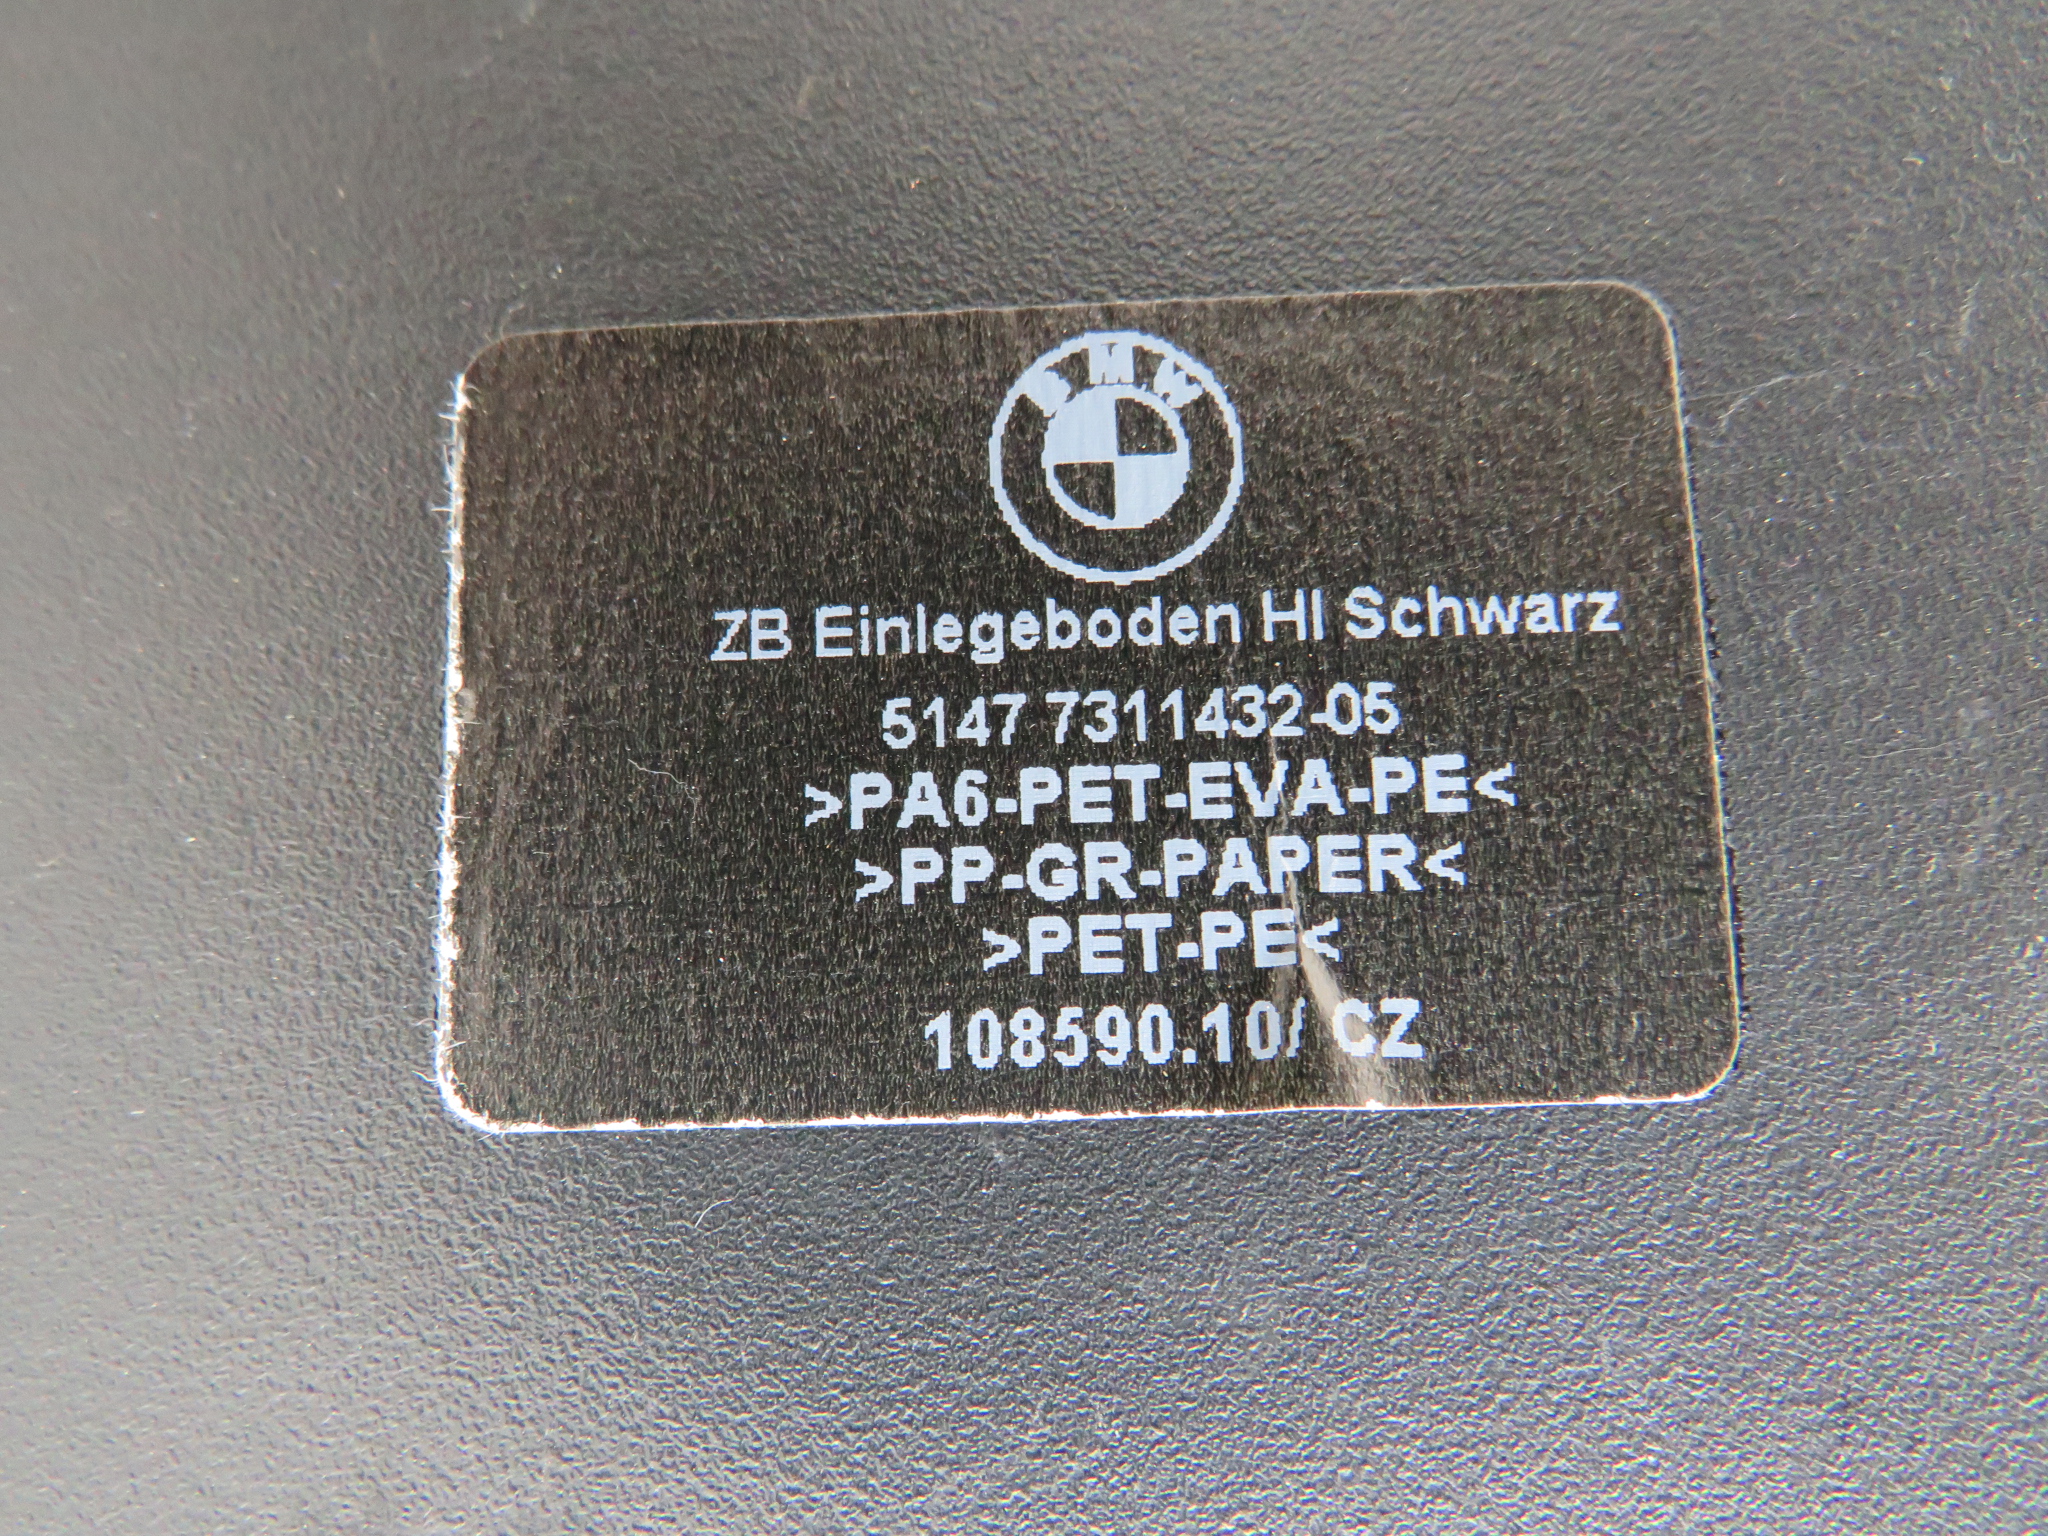 BMW
ZB Einlegeboden HI Schwarz
5147 7311432-05
>PA6-PET-EVA-PE<
>PP-GR-PAPER<
>PET-PE<
108590.10/ CZ